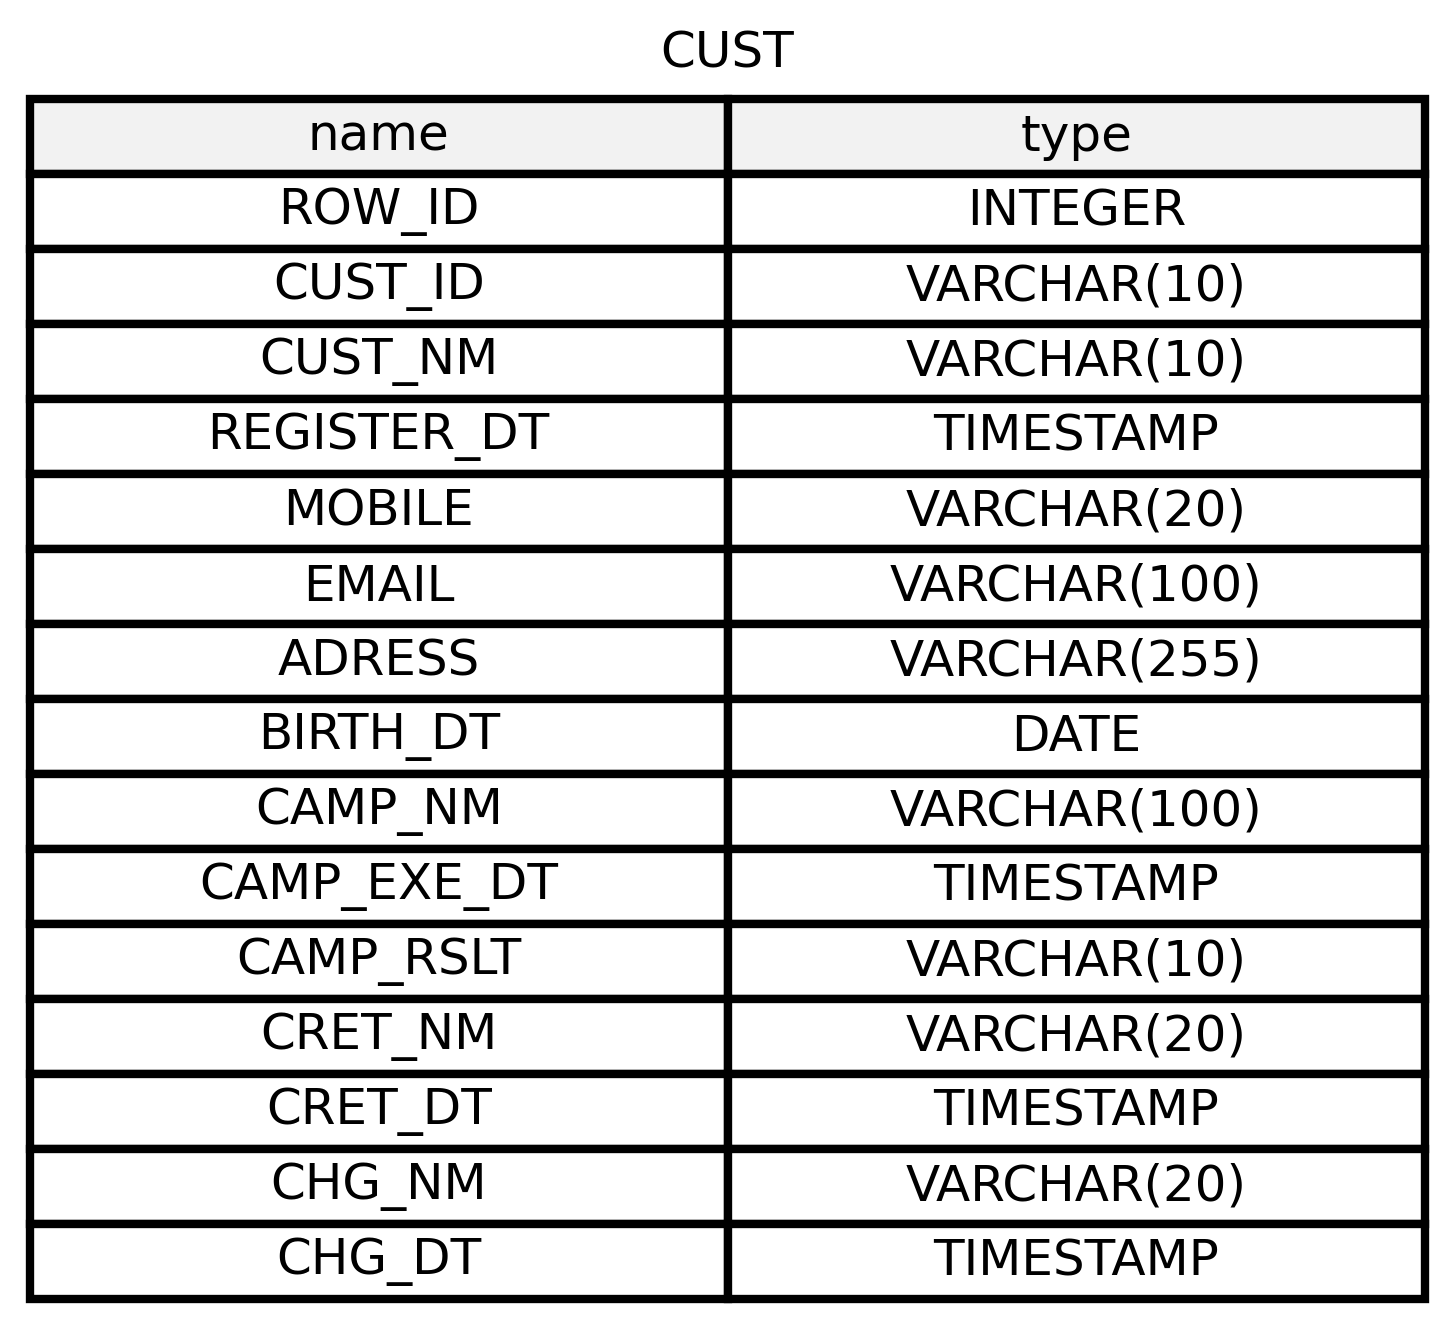 CUST
name type
ROW_ID INTEGER
CUST_ID VARCHAR(10)
CUST_NM VARCHAR(10)
REGISTER_DT TIMESTAMP
MOBILE VARCHAR(20)
EMAIL VARCHAR(100)
ADRESS VARCHAR(255)
BIRTH_DT DATE
CAMP_NM VARCHAR(100)
CAMP_EXE_DT TIMESTAMP
CAMP_RSLT VARCHAR(10)
CRET_NM VARCHAR(20)
CRET_DT TIMESTAMP
CHG_NM VARCHAR(20)
CHG_DT TIMESTAMP